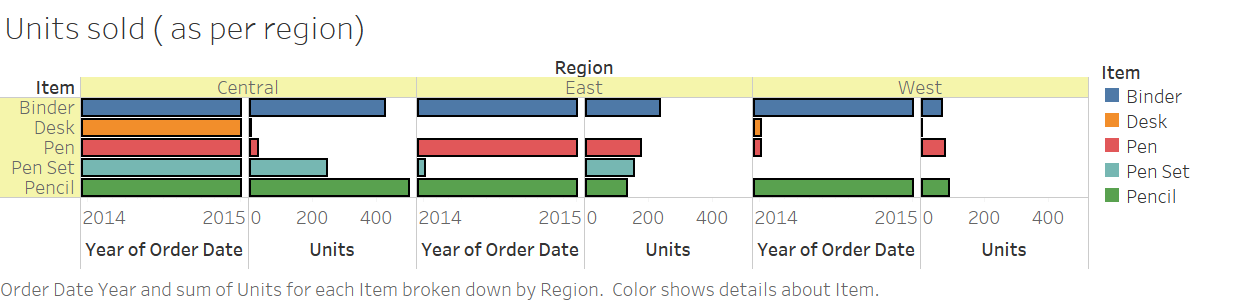 Units sold ( as per region)
Region
Item Central East West
Binder
Desk
Pen
Pen Set
Pencil
2014 2015 0 200 400 2014 2015 0 200 400 2014 2015 0 200 400
Year of Order Date Units Year of Order Date Units Year of Order Date Units
Item
Binder
Desk
Pen
Pen Set
Pencil
Order Date Year and sum of Units for each Item broken down by Region. Color shows details about Item.